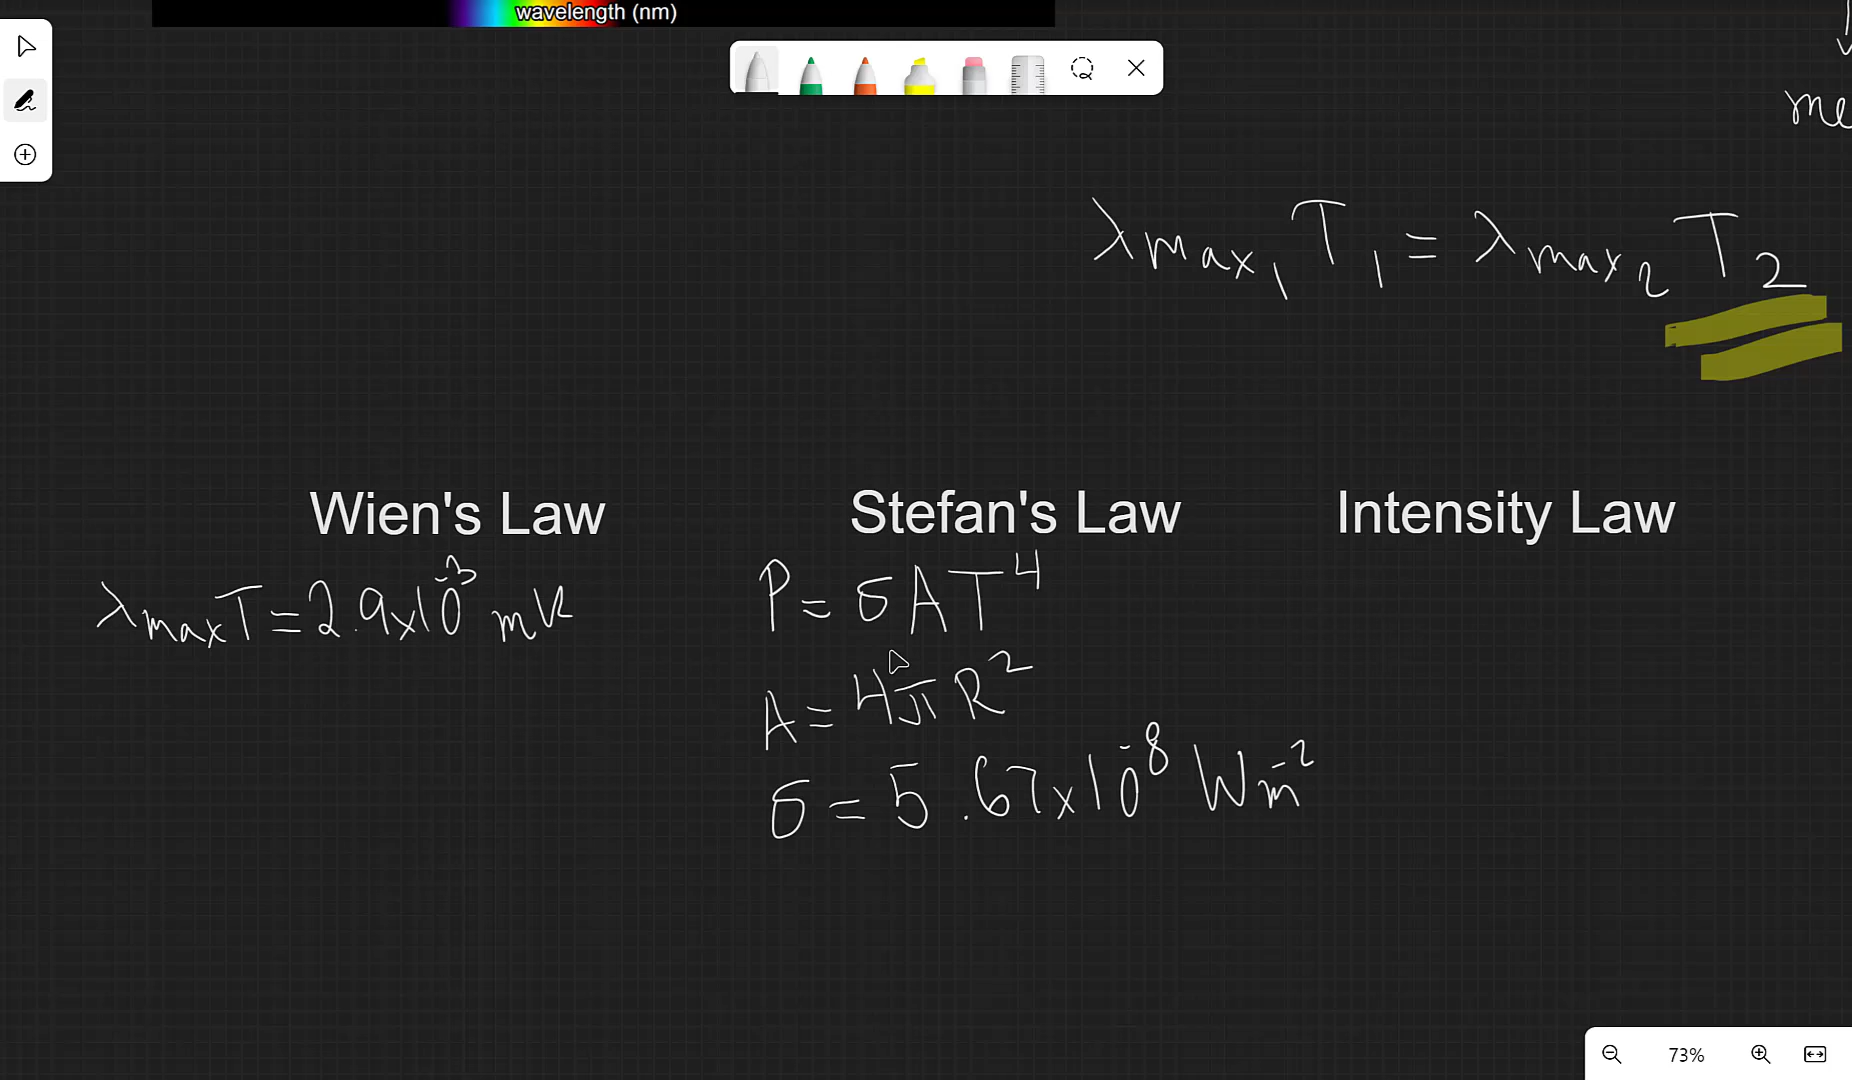 wavelength (nm)
me
λmax₁T₁ = λmax₂T₂
Wien's Law
Stefan's Law
Intensity Law
λmaxT = 2.9x10⁻³ mK
P = σAT⁴
A = 4πR²
σ = 5.67x10⁻⁸ Wm⁻²
73%